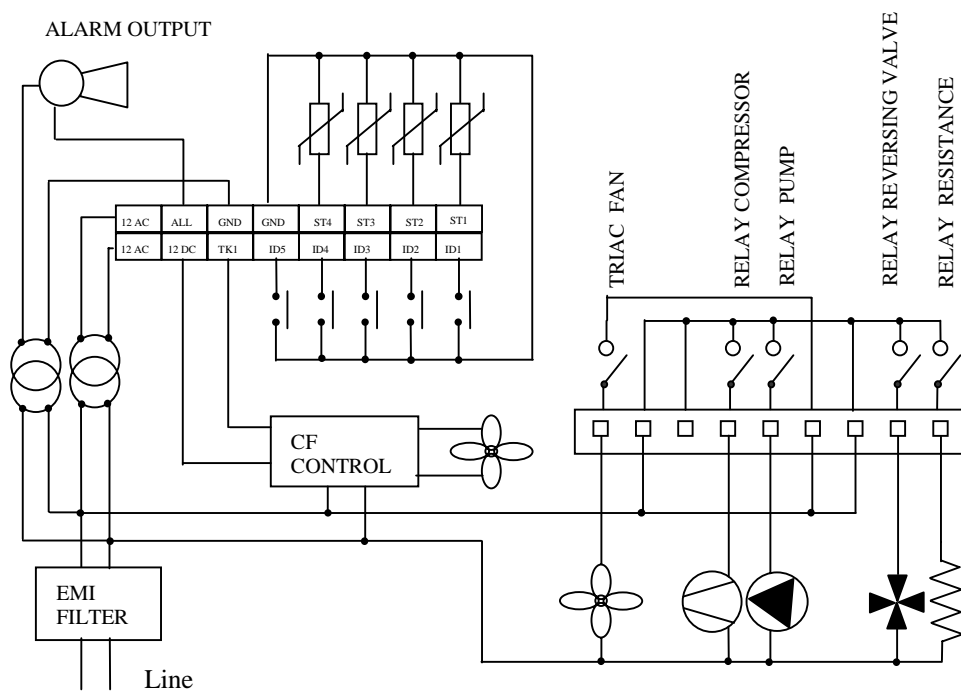 ALARM OUTPUT
TRIAC FAN
RELAY COMPRESSOR
RELAY PUMP
RELAY REVERSING VALVE
RELAY RESISTANCE
12 AC ALL GND GND ST4 ST3 ST2 ST1
12 AC 12 DC TK1 ID5 ID4 ID3 ID2 ID1
CF
CONTROL
EMI
FILTER
Line